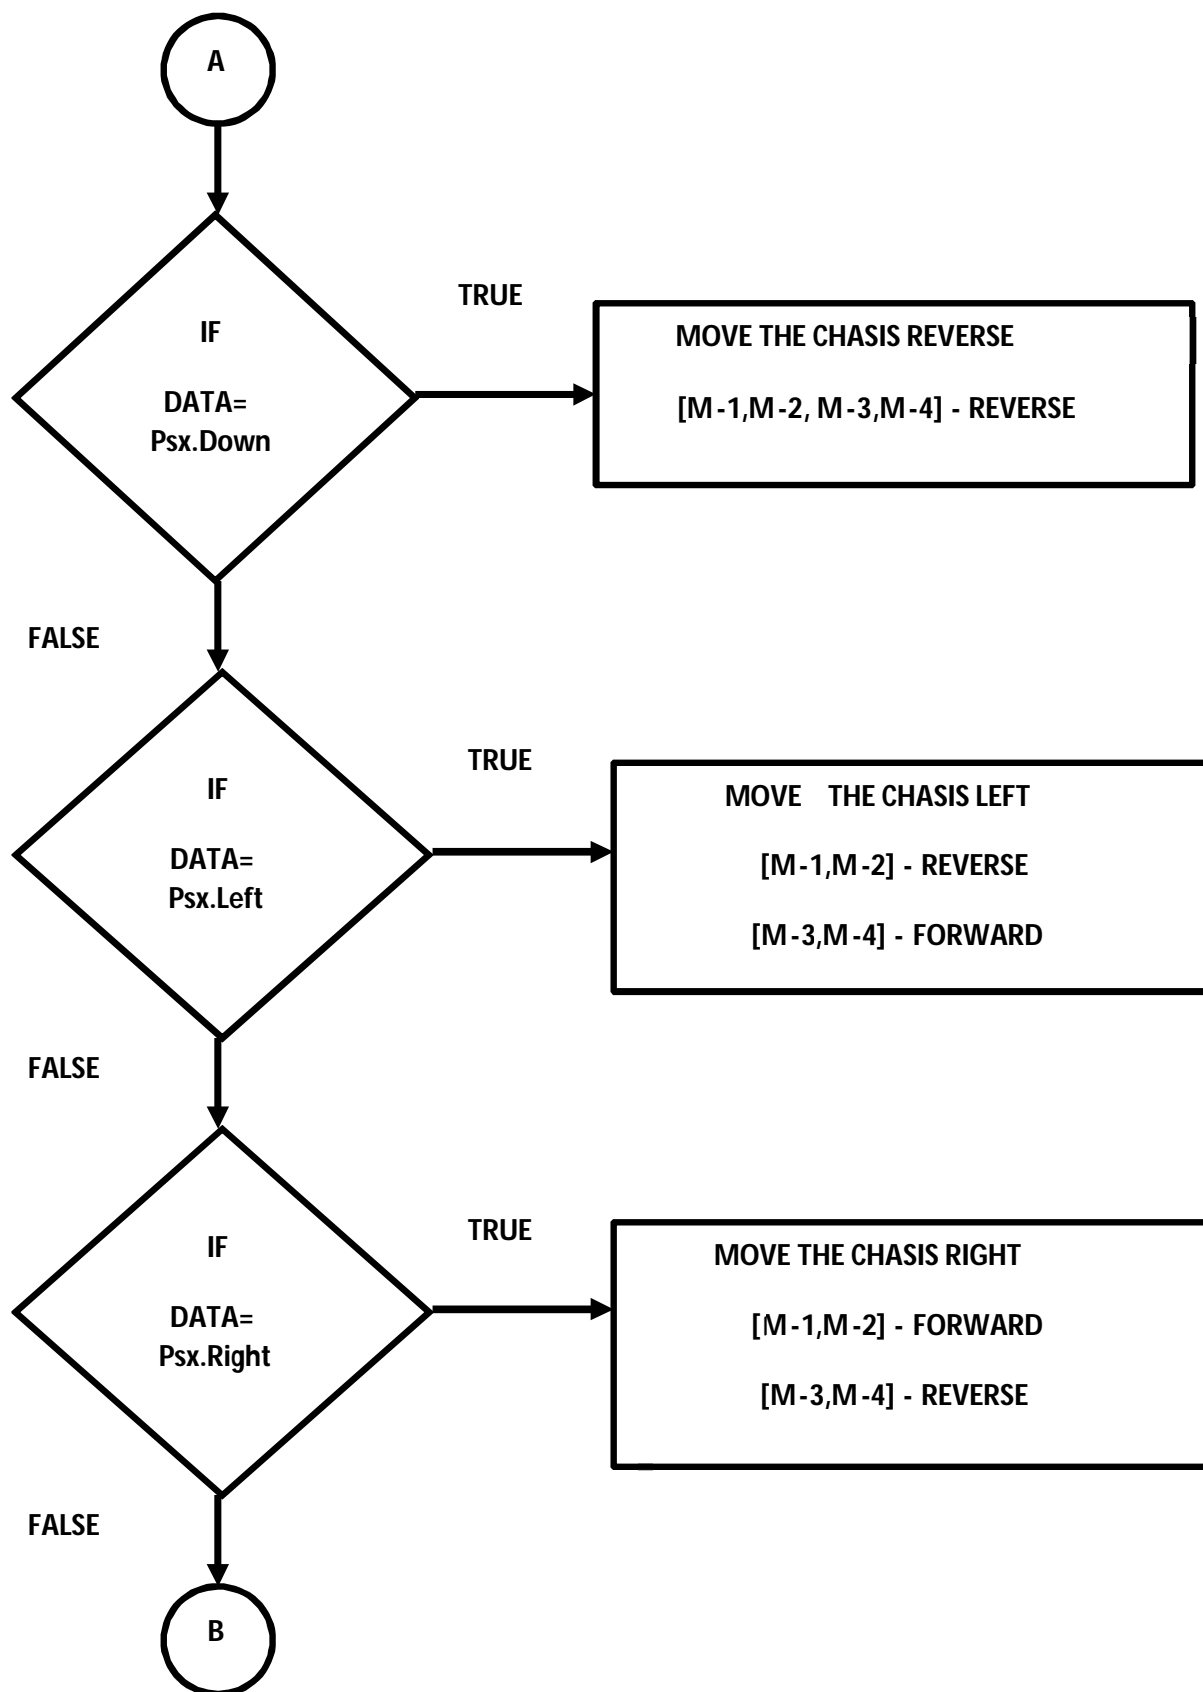 A
TRUE
IF
MOVE THE CHASIS REVERSE
DATA=
Psx.Down
[M-1,M-2, M-3,M-4] - REVERSE
FALSE
TRUE
IF
MOVE THE CHASIS LEFT
DATA=
Psx.Left
[M-1,M-2] - REVERSE
[M-3,M-4] - FORWARD
FALSE
TRUE
IF
MOVE THE CHASIS RIGHT
DATA=
Psx.Right
[M-1,M-2] - FORWARD
[M-3,M-4] - REVERSE
FALSE
B